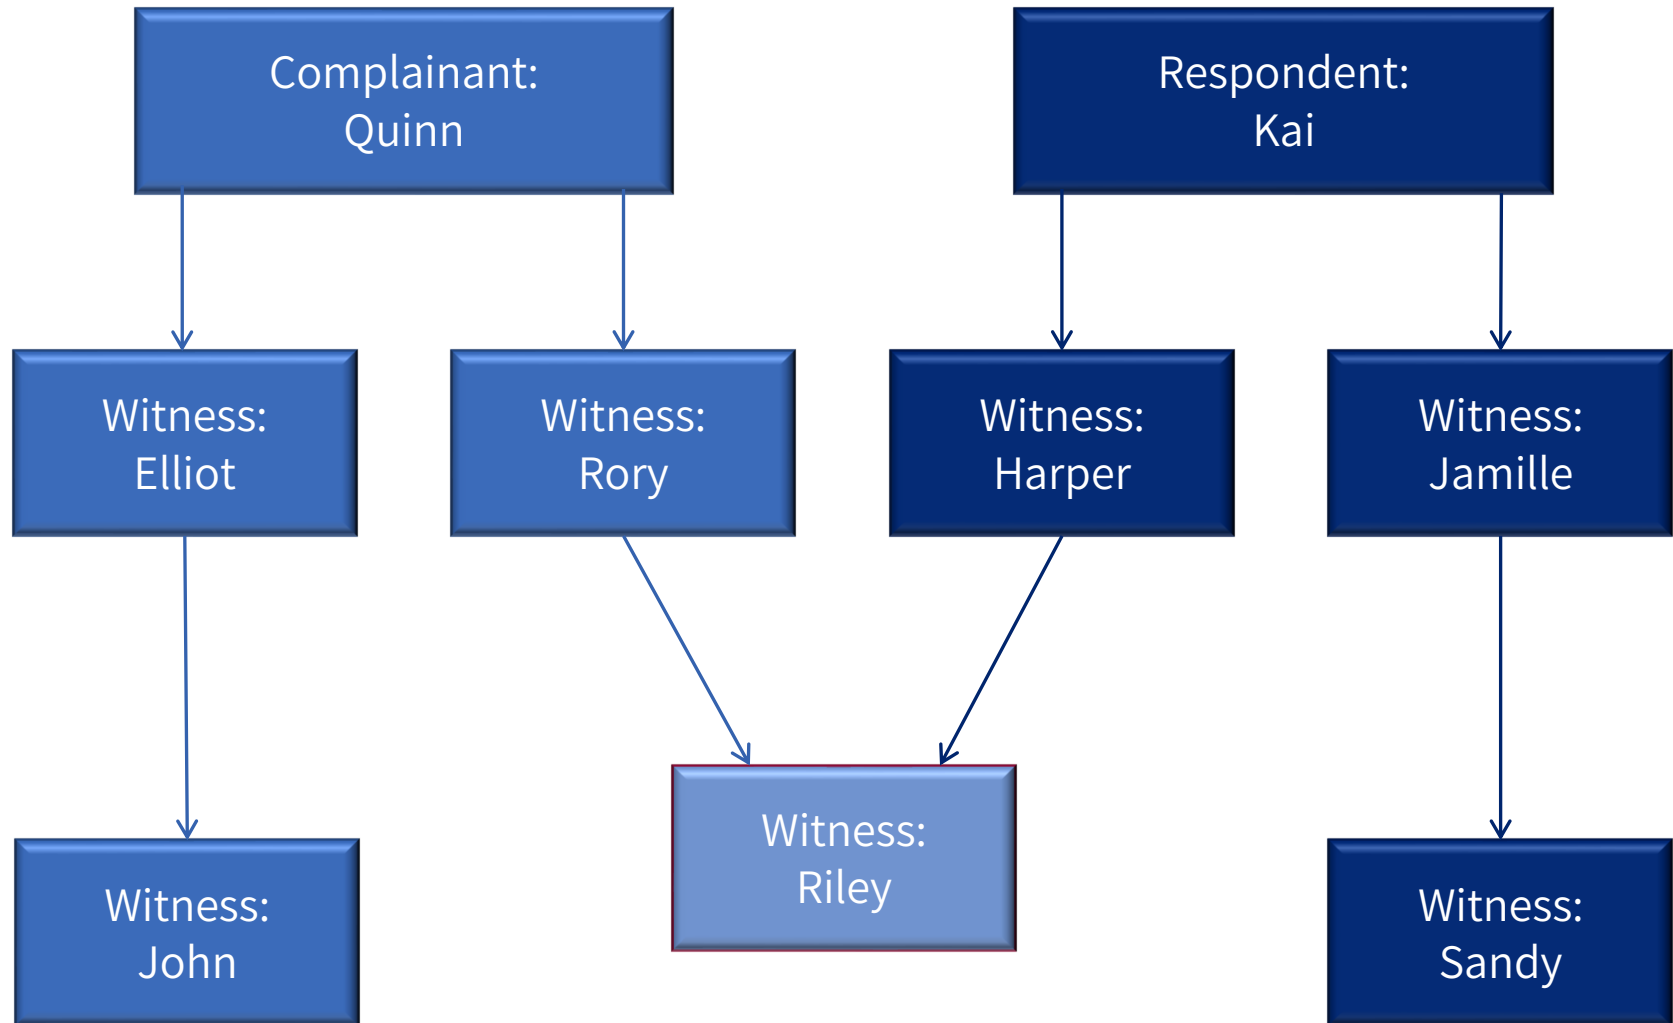 Complainant:
Quinn
Respondent:
Kai
Witness:
Elliot
Witness:
Rory
Witness:
Harper
Witness:
Jamille
Witness:
Riley
Witness:
John
Witness:
Sandy